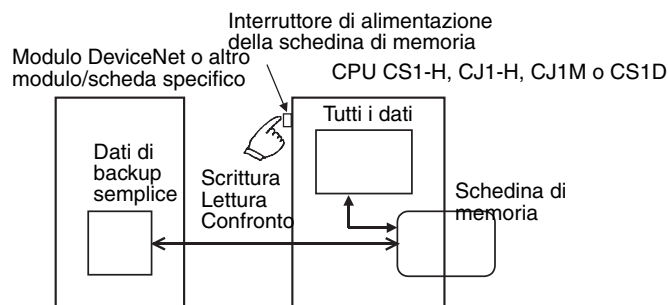 Interruttore di alimentazione
della schedina di memoria
Modulo DeviceNet o altro
modulo/scheda specifico
CPU CS1-H, CJ1-H, CJ1M o CS1D
Tutti i dati
Dati di
backup
semplice
Scrittura
Lettura
Confronto
Schedina di
memoria